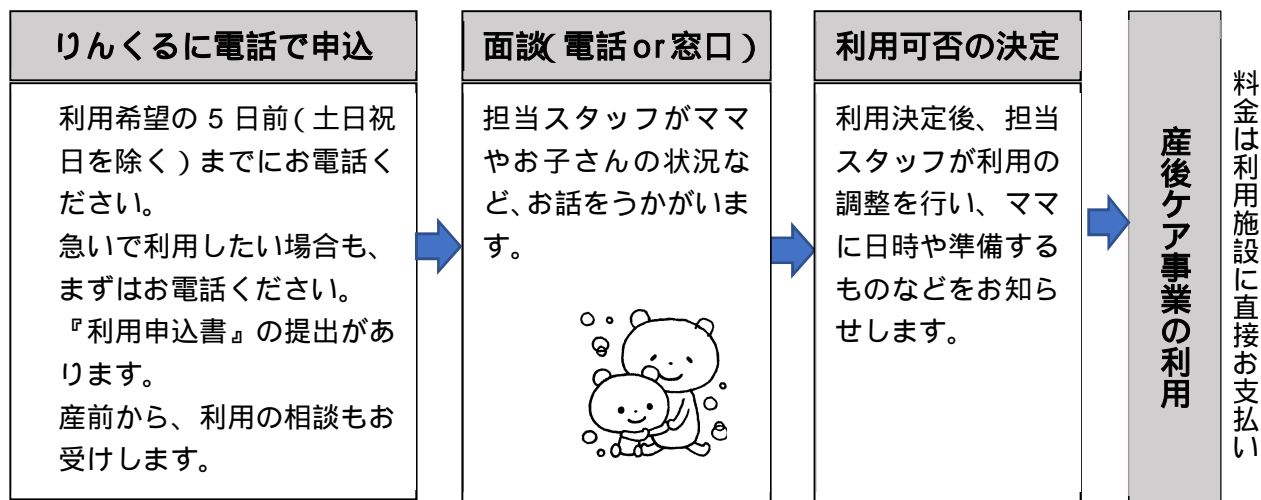 りんくるに電話で申込
利用希望の 5 日前(土日祝
日を除く)までにお電話く
ださい。
急いで利用したい場合も、
まずはお電話ください。
『利用申込書』の提出があ
ります。
産前から、利用の相談もお
受けします。
面談(電話or窓口)
担当スタッフがママ
やお子さんの状況な
ど、お話をうかがいま
す。
利用可否の決定
利用決定後、担当
スタッフが利用の
調整を行い、ママ
に日時や準備する
ものなどをお知ら
せします。
産後ケア事業の利用
料金は利用施設に直接お支払い